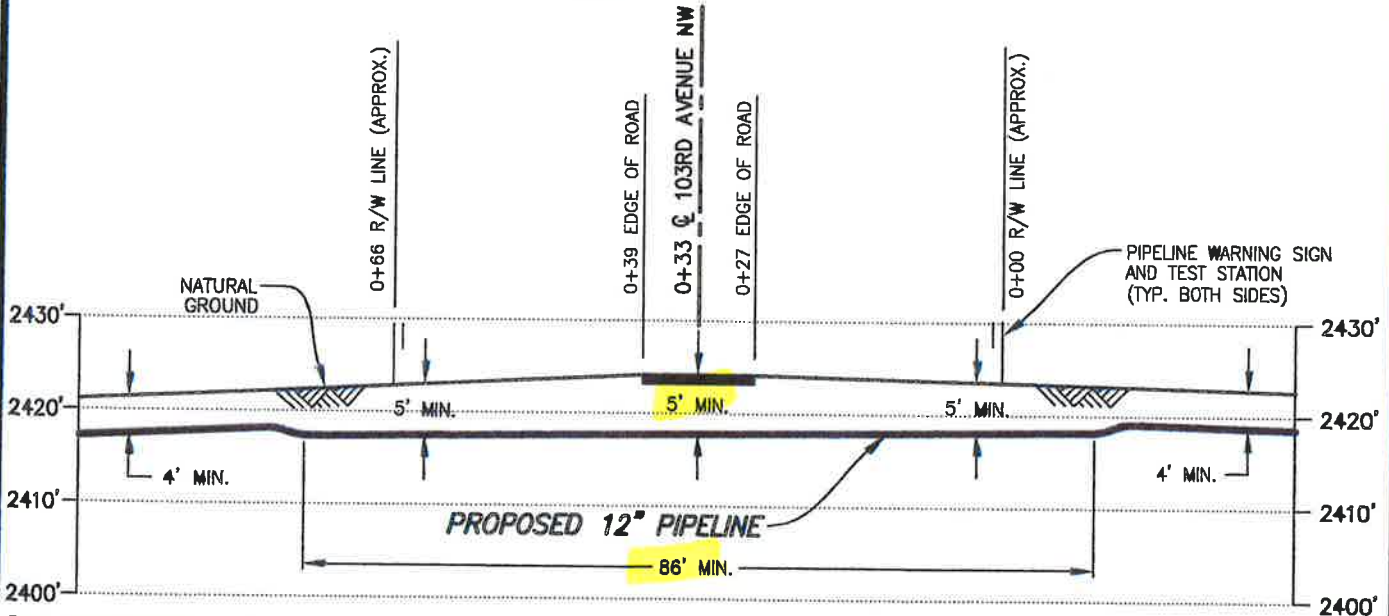 0+66 R/W LINE (APPROX.)
0+39 EDGE OF ROAD
0+33 ℄ 103RD AVENUE NW
0+27 EDGE OF ROAD
0+00 R/W LINE (APPROX.)
NATURAL
GROUND
PIPELINE WARNING SIGN
AND TEST STATION
(TYP. BOTH SIDES)
2430'
2430'
2420'
5' MIN.
5' MIN.
5' MIN.
2420'
4' MIN.
4' MIN.
2410'
PROPOSED 12" PIPELINE
2410'
86' MIN.
2400'
2400'